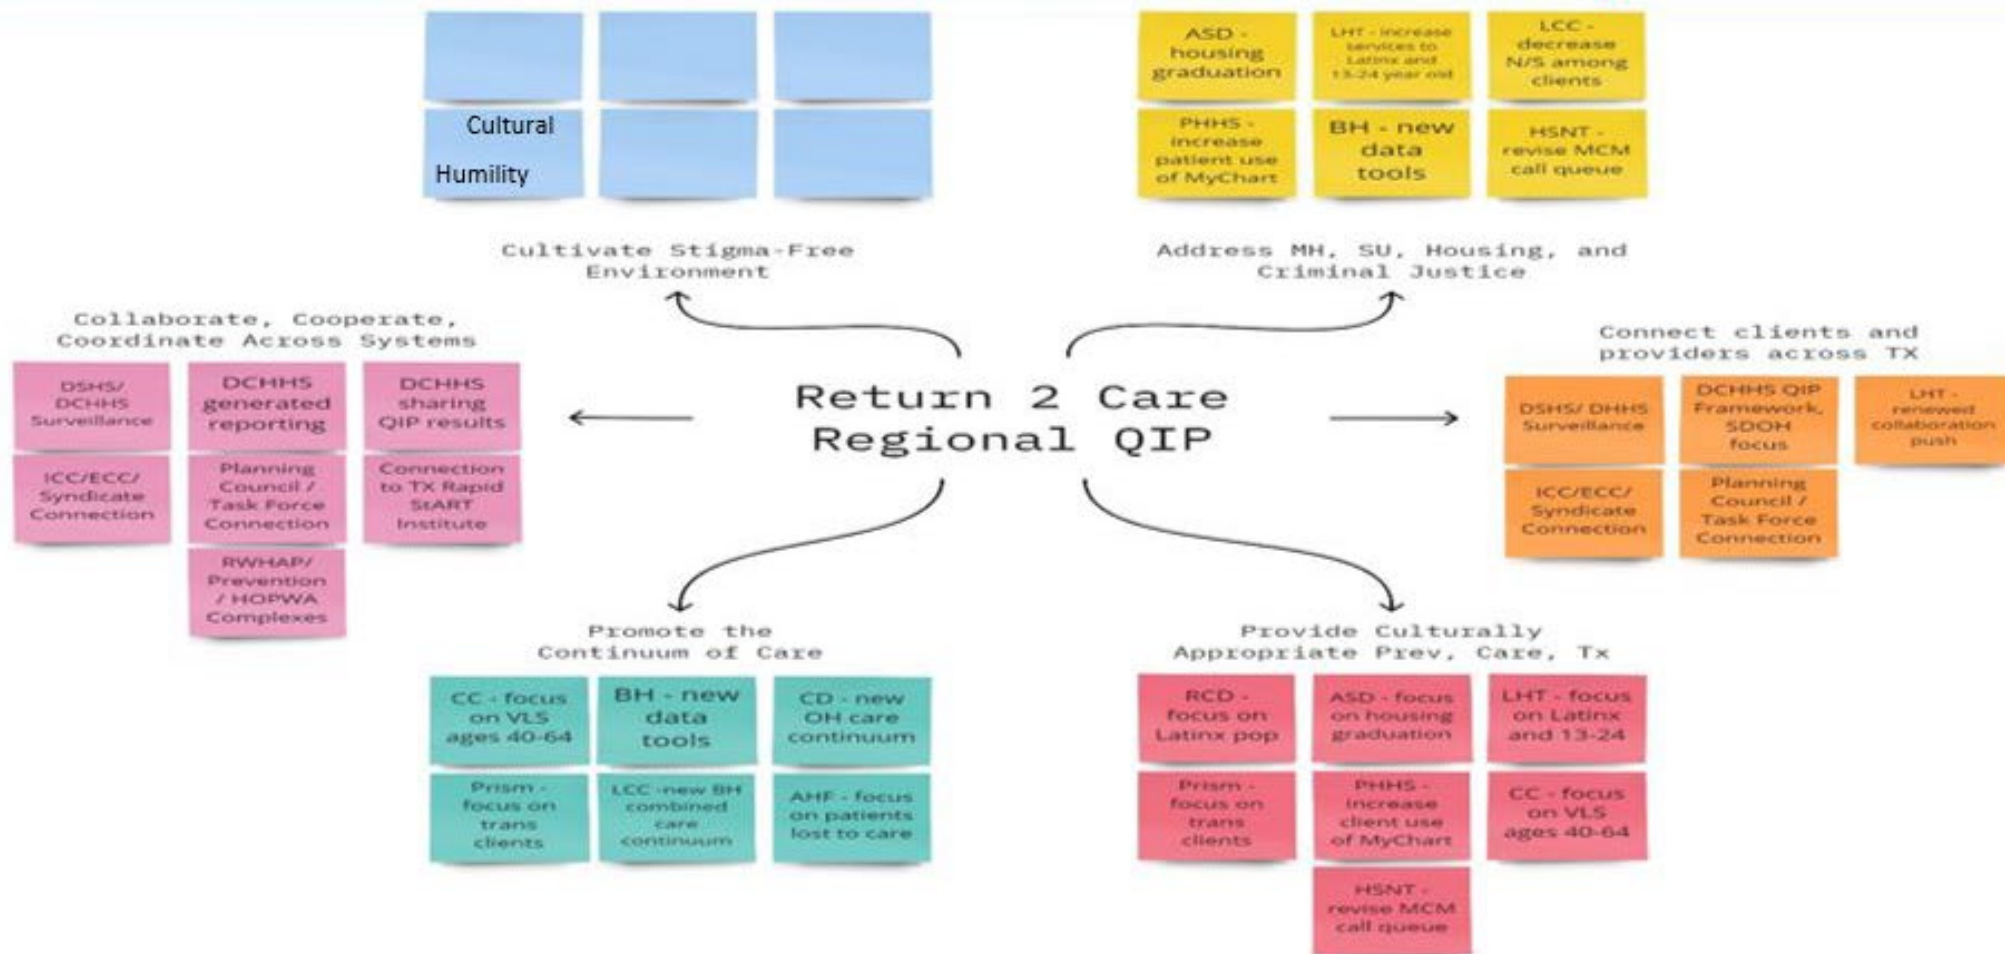 Cultural
Humility
Cultivate Stigma-Free
Environment
ASD -
housing
graduation
LHT - increase
services to
Latinx and
13-24 year old
LCC -
decrease
N/S among
clients
PHHS -
increase
patient use
of MyChart
BH - new
data
tools
HSNT -
revise MCM
call queue
Address MH, SU, Housing, and
Criminal Justice
Collaborate, Cooperate,
Coordinate Across Systems
DSHS/
DCHHS
Surveillance
DCHHS
generated
reporting
DCHHS
sharing
QIP results
ICC/ECC/
Syndicate
Connection
Planning
Council /
Task Force
Connection
Connection
to TX Rapid
StART
Institute
RWHAP/
Prevention
/ HOPWA
Complexes
Return 2 Care
Regional QIP
Connect clients and
providers across TX
DSHS/ DHHS
Surveillance
DCHHS QIP
Framework,
SDOH
focus
LHT -
renewed
collaboration
push
ICC/ECC/
Syndicate
Connection
Planning
Council /
Task Force
Connection
Promote the
Continuum of Care
CC - focus
on VLS
ages 40-64
BH - new
data
tools
CD - new
OH care
continuum
Prism -
focus on
trans
clients
LCC -new BH
combined
care
continuum
AHF - focus
on patients
lost to care
Provide Culturally
Appropriate Prev, Care, Tx
RCD -
focus on
Latinx pop
ASD - focus
on housing
graduation
LHT - focus
on Latinx
and 13-24
Prism -
focus on
trans
clients
PHHS -
increase
client use
of MyChart
CC - focus
on VLS
ages 40-64
HSNT -
revise MCM
call queue